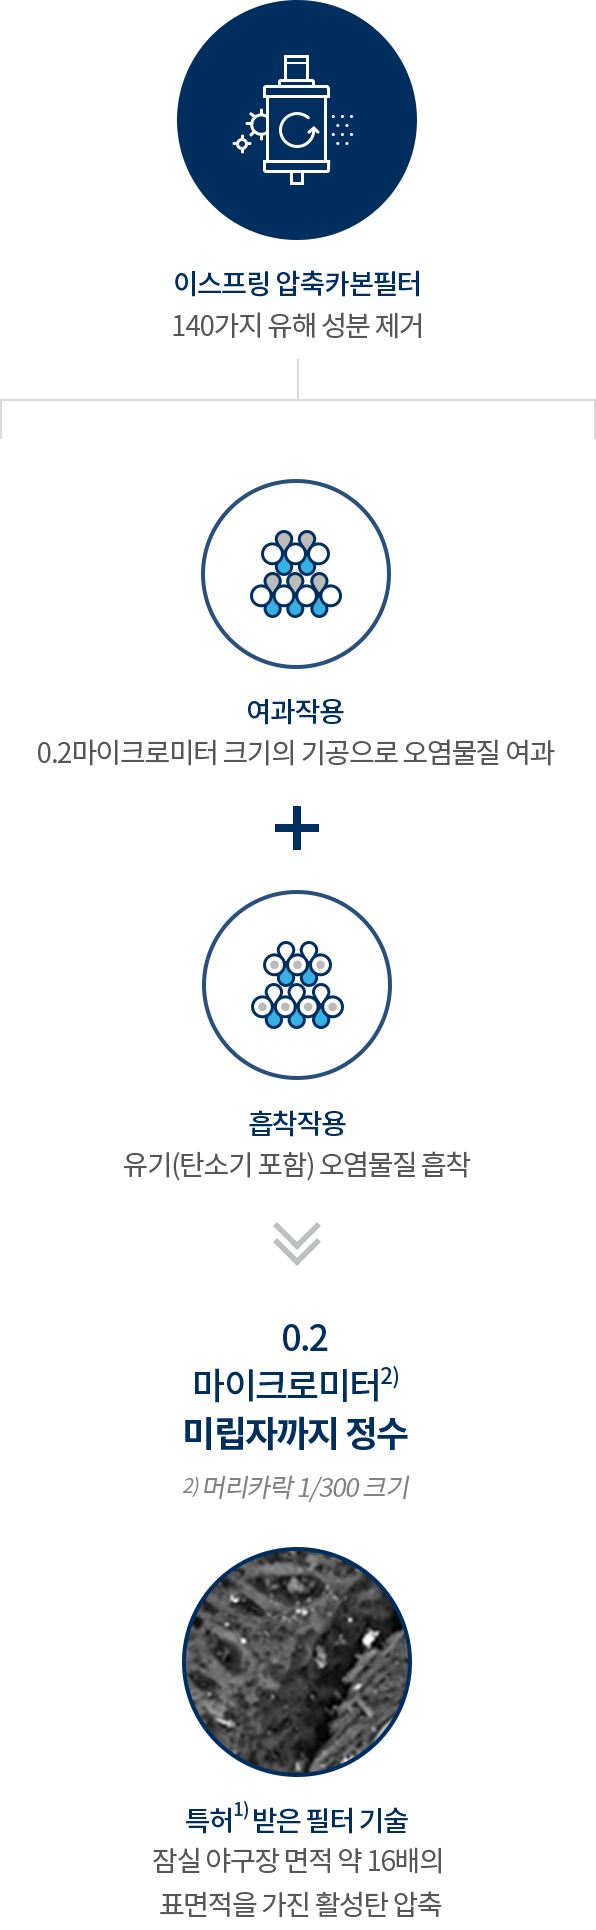 이스프링 압축카본필터
140가지 유해 성분 제거
여과작용
0.2마이크로미터 크기의 기공으로 오염물질 여과
흡착작용
유기(탄소기 포함) 오염물질 흡착
0.2
마이크로미터2)
미립자까지 정수
2) 머리카락 1/300 크기
특허1) 받은 필터 기술
잠실 야구장 면적 약 16배의
표면적을 가진 활성탄 압축